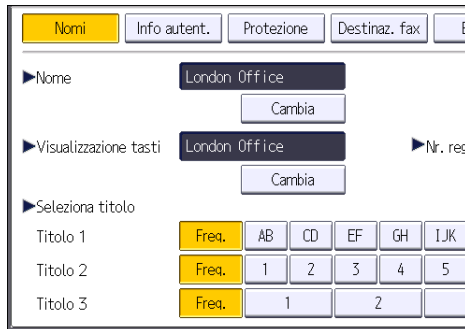 Nomi Info autent. Protezione Destinaz. fax
▶Nome London Office
Cambia
▶Visualizzazione tasti London Office ▶Nr. reg
Cambia
▶Seleziona titolo
Titolo 1 Freq. AB CD EF GH IJK
Titolo 2 Freq. 1 2 3 4 5
Titolo 3 Freq. 1 2